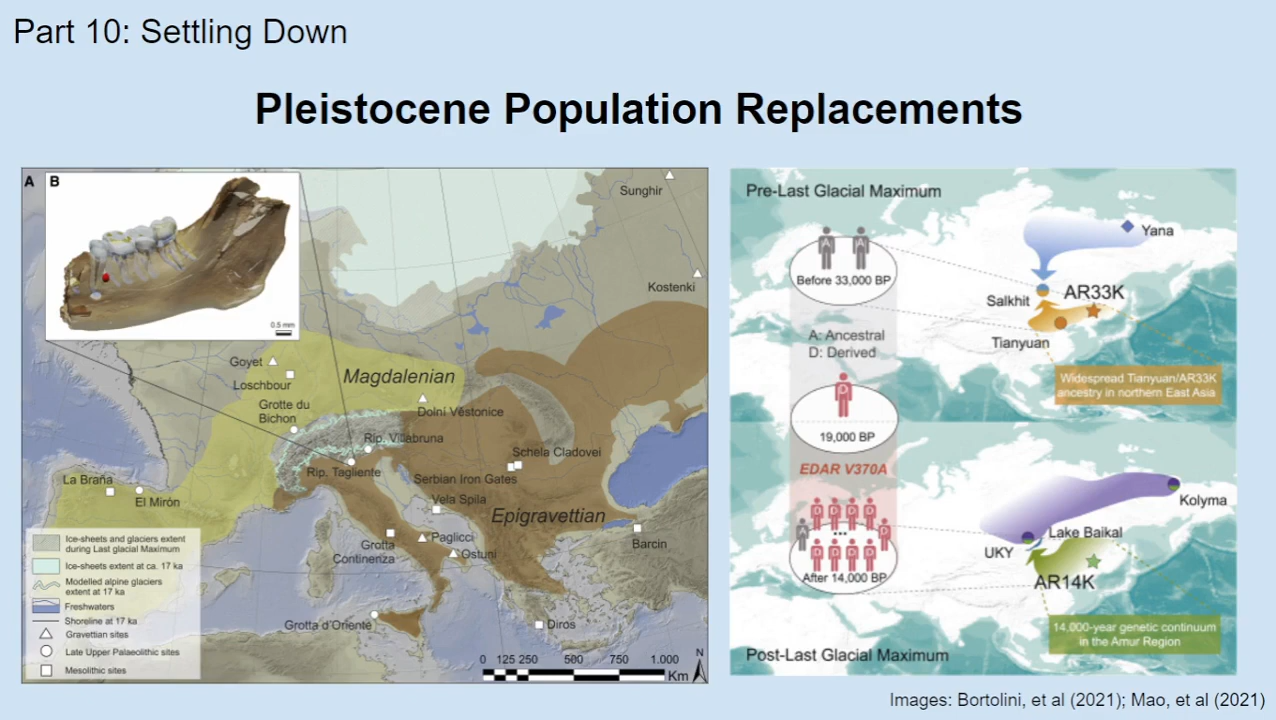 Part 10: Settling Down
Pleistocene Population Replacements
A
B
0.5 mm
Sunghir
Kostenki
Goyet
Loschbour
Magdalenian
Grotte du
Bichon
Dolní Věstonice
Rip. Villabruna
Rip. Tagliente
Schela Cladovei
Serbian Iron Gates
La Braña
El Mirón
Vela Spila
Epigravettian
Grotta
Continenza
Paglicci
Ostuni
Barcin
Grotta d'Oriente
Diros
Ice-sheets and glaciers extent
during Last glacial Maximum
Ice-sheets extent at ca. 17 ka
Modelled alpine glaciers
extent at 17 ka
Freshwaters
Shoreline at 17 ka
Gravettian sites
Late Upper Palaeolithic sites
Mesolithic sites
0 125 250 500 750 1.000
Km
N
Pre-Last Glacial Maximum
A A
Before 33,000 BP
Yana
Salkhit
AR33K
Tianyuan
A: Ancestral
D: Derived
Widespread Tianyuan/AR33K
ancestry in northern East Asia
D
19,000 BP
EDAR V370A
D D D D
A ... D
D D D D
After 14,000 BP
Kolyma
Lake Baikal
UKY
AR14K
14,000-year genetic continuum
in the Amur Region
Post-Last Glacial Maximum
Images: Bortolini, et al (2021); Mao, et al (2021)